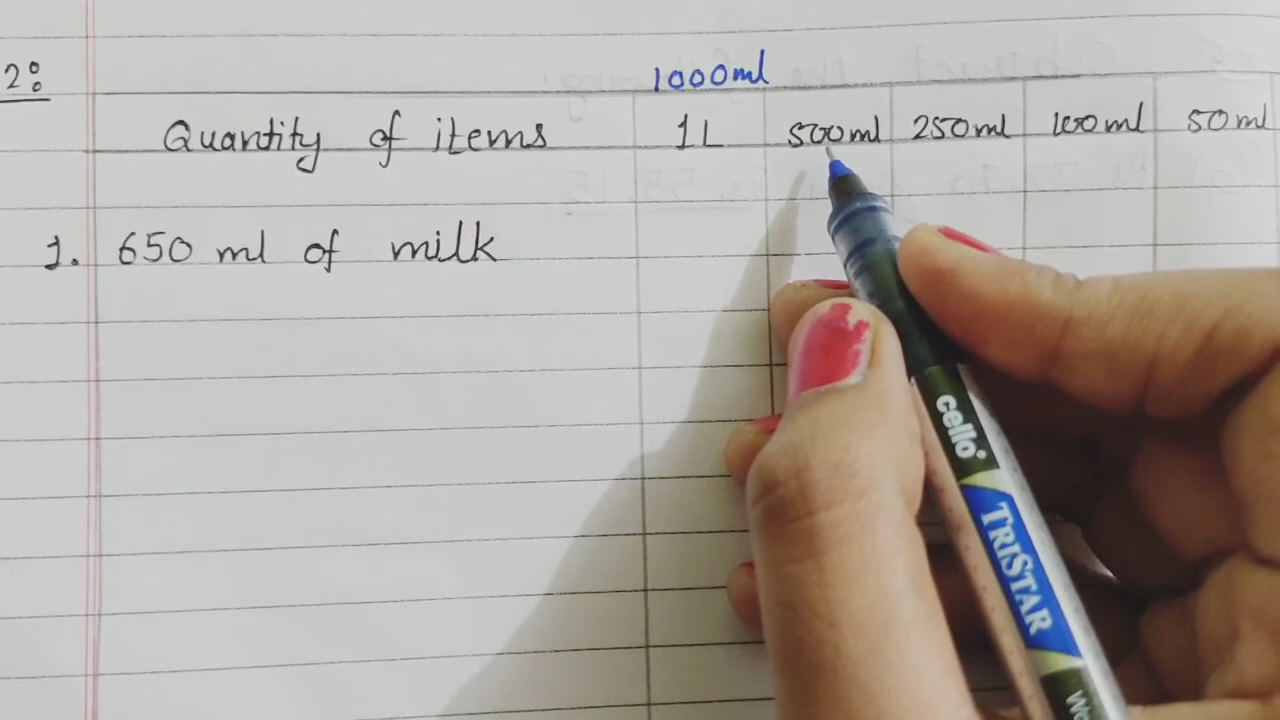 2:
1000ml
Quantity of items 1L 500ml 250ml 100ml 50ml
1. 650 ml of milk
cello
TRISTAR